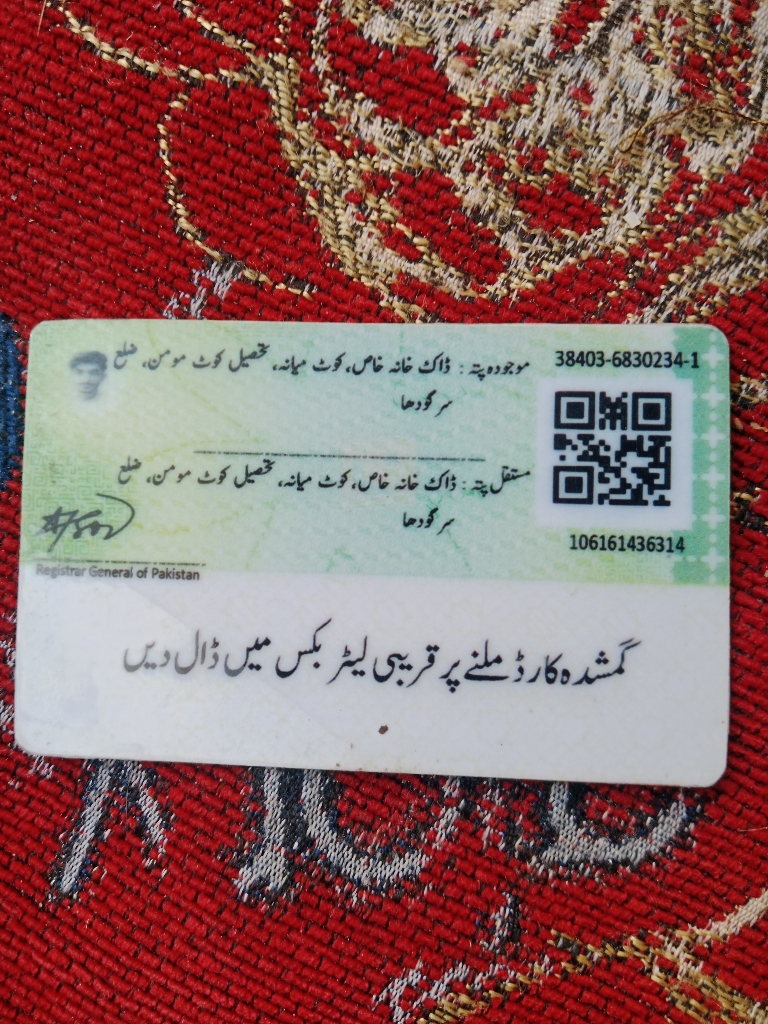 38403-6830234-1
موجودہ پتہ : ڈاک خانہ خاص، کوٹ میانہ، تحصیل کوٹ مومن، ضلع
سرگودھا
مستقل پتہ : ڈاک خانہ خاص، کوٹ میانہ، تحصیل کوٹ مومن، ضلع
سرگودھا
106161436314
Registrar General of Pakistan
گمشدہ کارڈ ملنے پر قریبی لیٹر بکس میں ڈال دیں